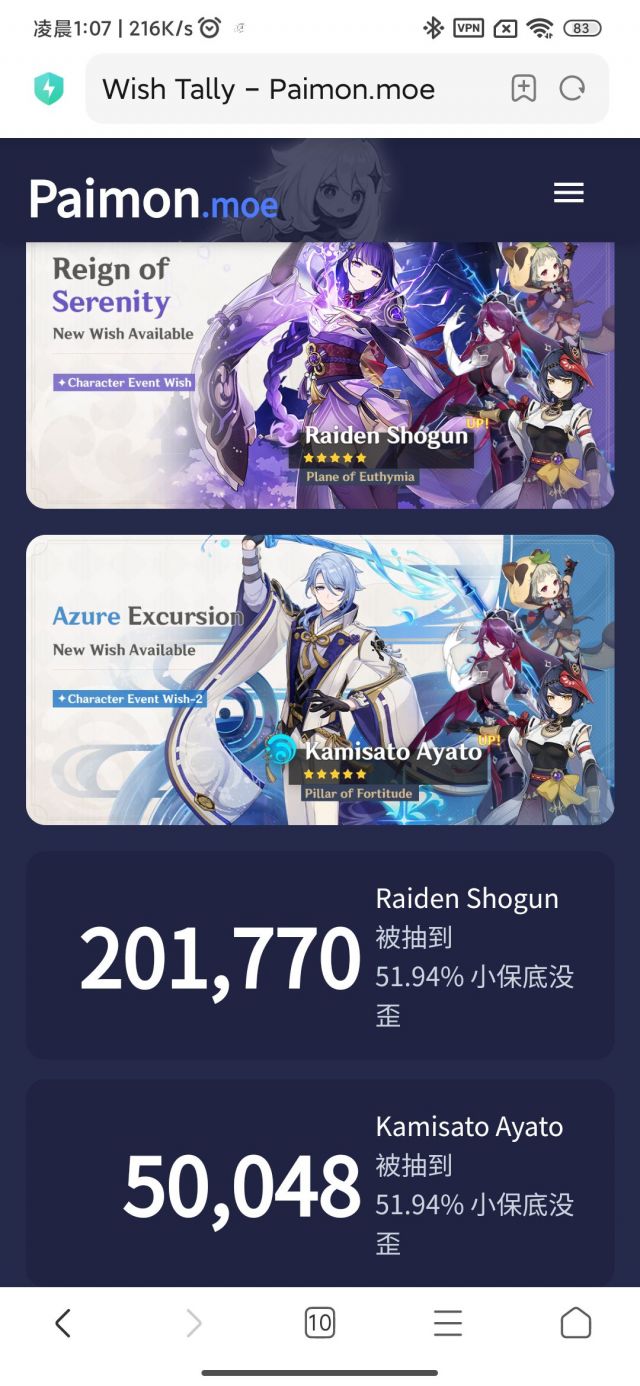 凌晨1:07 | 216K/s
VPN
83
Wish Tally – Paimon.moe
Paimon.moe
Reign of
Serenity
New Wish Available
✦Character Event Wish
UP!
Raiden Shogun
★★★★★
Plane of Euthymia
Azure Excursion
New Wish Available
✦Character Event Wish-2
UP!
Kamisato Ayato
★★★★★
Pillar of Fortitude
201,770
Raiden Shogun
被抽到
51.94% 小保底没
歪
50,048
Kamisato Ayato
被抽到
51.94% 小保底没
歪
10